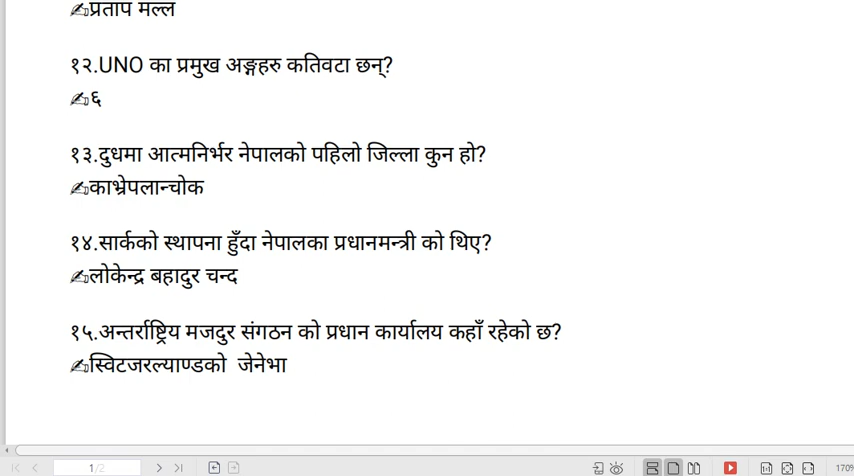 ✍प्रताप मल्ल
१२.UNO का प्रमुख अङ्गहरु कतिवटा छन्?
✍६
१३.दुधमा आत्मनिर्भर नेपालको पहिलो जिल्ला कुन हो?
✍काभ्रेपलान्चोक
१४.सार्कको स्थापना हुँदा नेपालका प्रधानमन्त्री को थिए?
✍लोकेन्द्र बहादुर चन्द
१५.अन्तर्राष्ट्रिय मजदुर संगठन को प्रधान कार्यालय कहाँ रहेको छ?
✍स्विटजरल्याण्डको जेनेभा
1/2
170%